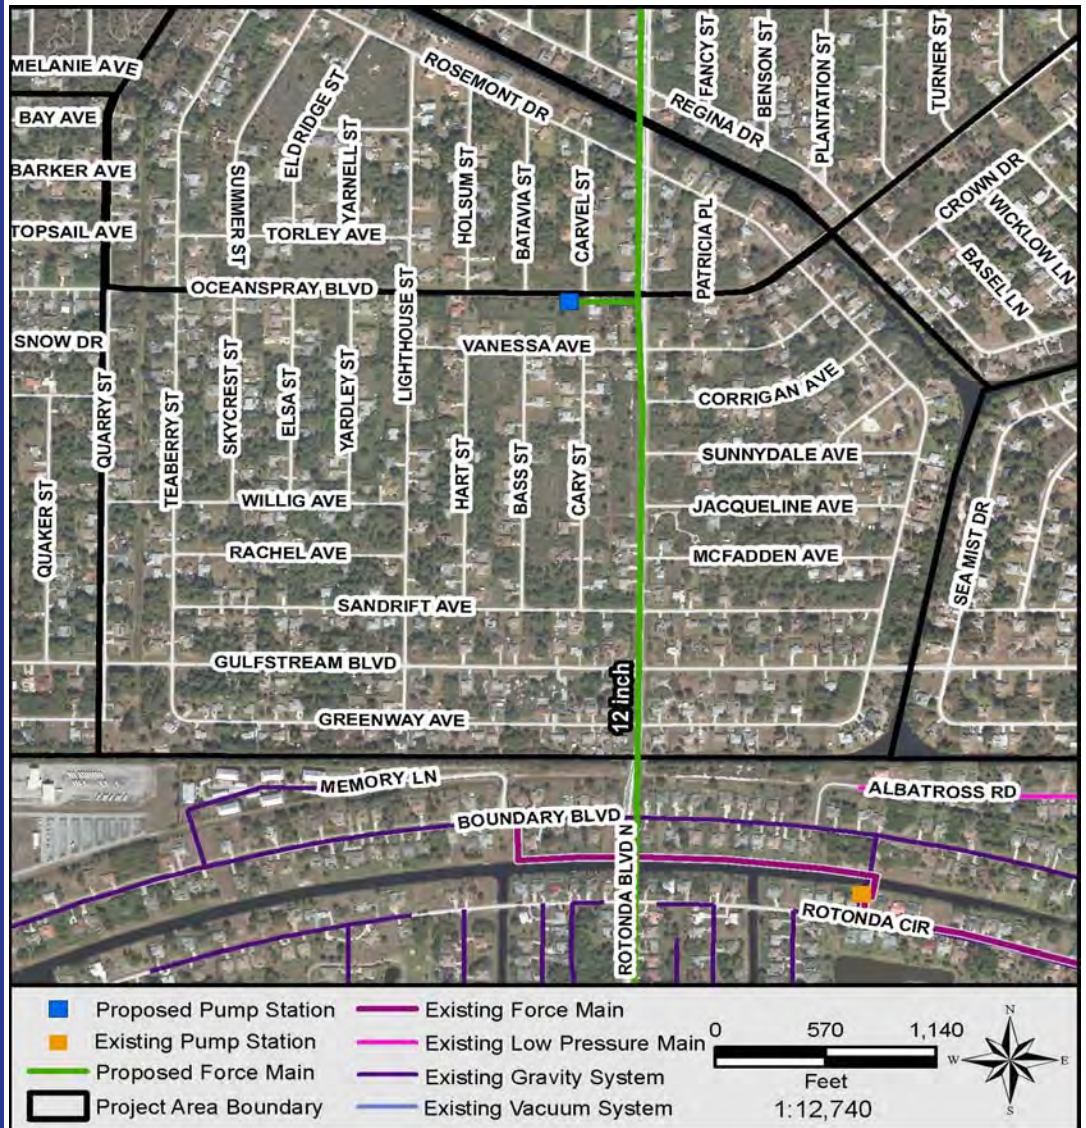 MELANIE AVE
BAY AVE
BARKER AVE
TOPSAIL AVE
SNOW DR
ELDRIDGE ST
YARNELL ST
SUMMER ST
TORLEY AVE
OCEANSPRAY BLVD
ROSEMONT DR
HOLSUM ST
BATAVIA ST
CARVEL ST
PATRICIA PL
FANCY ST
BENSON ST
PLANTATION ST
TURNER ST
REGINA DR
CROWN DR
WICKLOW LN
BASEL LN
LIGHTHOUSE ST
VANESSA AVE
QUARRY ST
TEABERRY ST
SKYCREST ST
ELSA ST
YARDLEY ST
HART ST
BASS ST
CARY ST
CORRIGAN AVE
SUNNYDALE AVE
JACQUELINE AVE
MCFADDEN AVE
QUAKER ST
WILLIG AVE
RACHEL AVE
SANDRIFT AVE
SEA MIST DR
GULFSTREAM BLVD
GREENWAY AVE
12 inch
MEMORY LN
BOUNDARY BLVD
ALBATROSS RD
ROTONDA BLVD N
ROTONDA CIR
Proposed Pump Station
Existing Pump Station
Proposed Force Main
Project Area Boundary
Existing Force Main
Existing Low Pressure Main
Existing Gravity System
Existing Vacuum System
0 570 1,140
Feet
1:12,740
N
W E
S